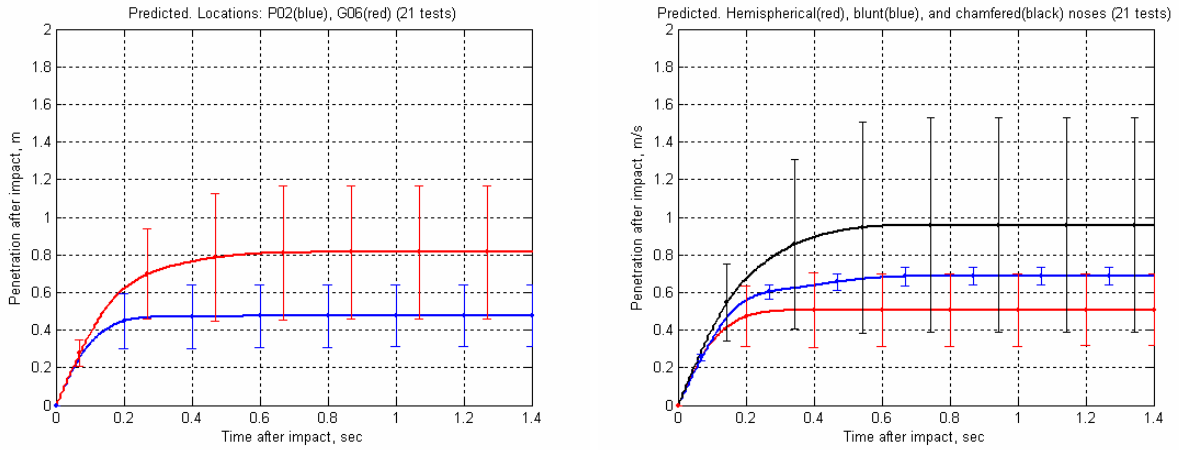 Predicted. Locations: P02(blue), G06(red) (21 tests)
2
1.8
1.6
1.4
1.2
1
0.8
0.6
0.4
0.2
0
Penetration after impact, m
0 0.2 0.4 0.6 0.8 1 1.2 1.4
Time after impact, sec
Predicted. Hemispherical(red), blunt(blue), and chamfered(black) noses (21 tests)
2
1.8
1.6
1.4
1.2
1
0.8
0.6
0.4
0.2
0
Penetration after impact, m/s
0 0.2 0.4 0.6 0.8 1 1.2 1.4
Time after impact, sec